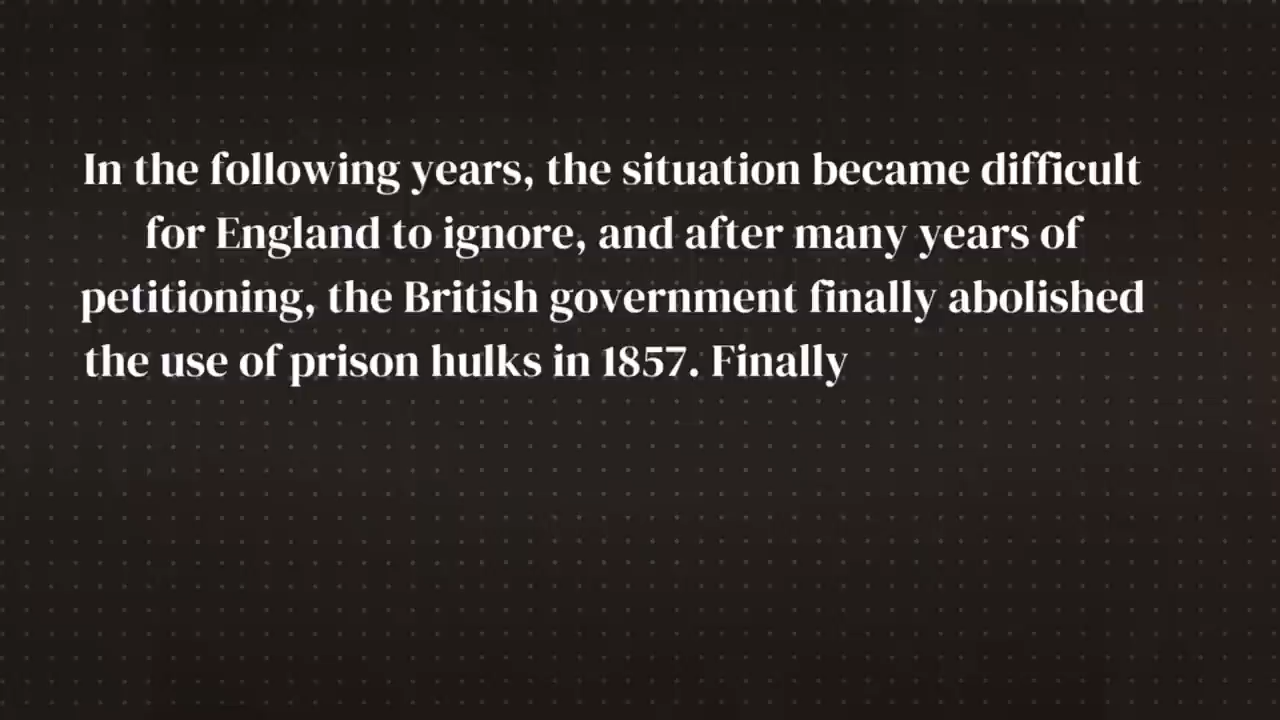 In the following years, the situation became difficult
for England to ignore, and after many years of
petitioning, the British government finally abolished
the use of prison hulks in 1857. Finally